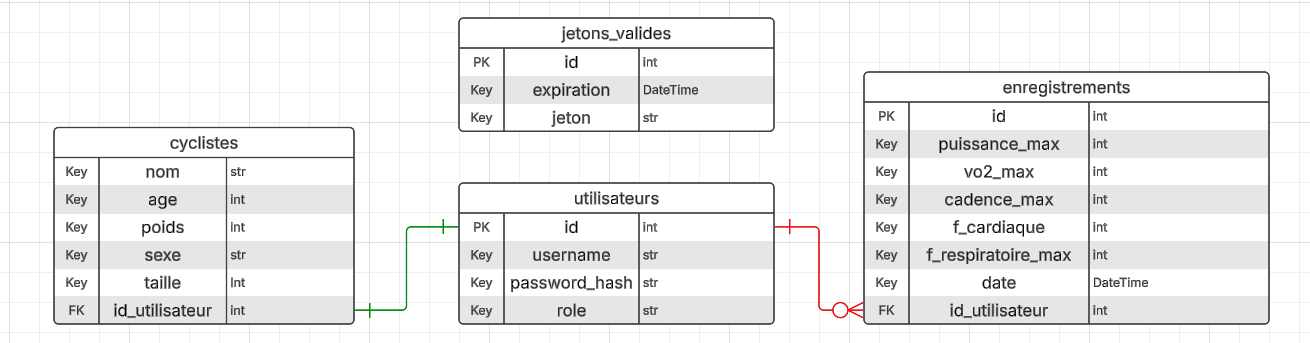 jetons_valides
PK id int
Key expiration DateTime
Key jeton str
cyclistes
Key nom str
Key age int
Key poids int
Key sexe str
Key taille Int
FK id_utilisateur int
utilisateurs
PK id int
Key username str
Key password_hash str
Key role str
enregistrements
PK id int
Key puissance_max int
Key vo2_max int
Key cadence_max int
Key f_cardiaque int
Key f_respiratoire_max int
Key date DateTime
FK id_utilisateur int